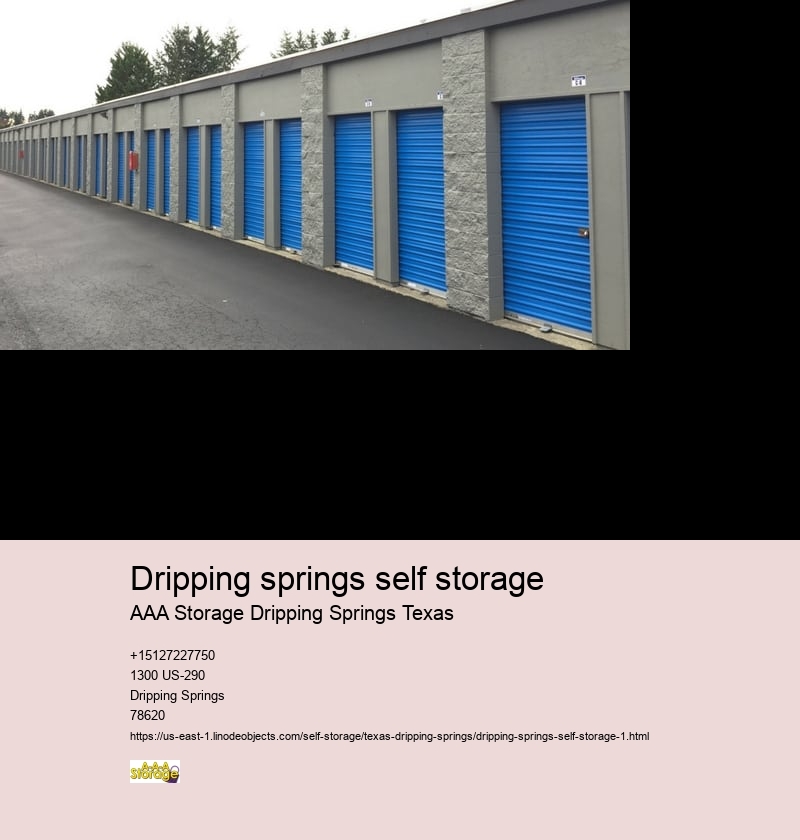 Dripping springs self storage
AAA Storage Dripping Springs Texas
+15127227750
1300 US-290
Dripping Springs
78620
https://us-east-1.linodeobjects.com/self-storage/texas-dripping-springs/dripping-springs-self-storage-1.html
A-A-A
Storage